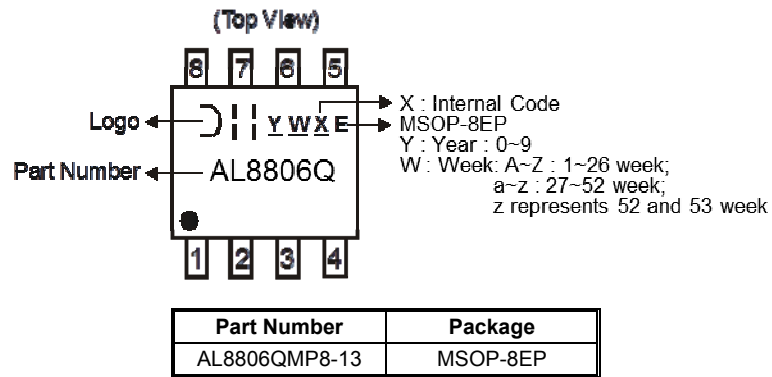 (Top View)
8 7 6 5
Logo
Y W X E
X : Internal Code
MSOP-8EP
Y : Year : 0~9
W : Week: A~Z : 1~26 week;
a~z : 27~52 week;
z represents 52 and 53 week
Part Number
AL8806Q
1 2 3 4
Part Number Package
AL8806QMP8-13 MSOP-8EP